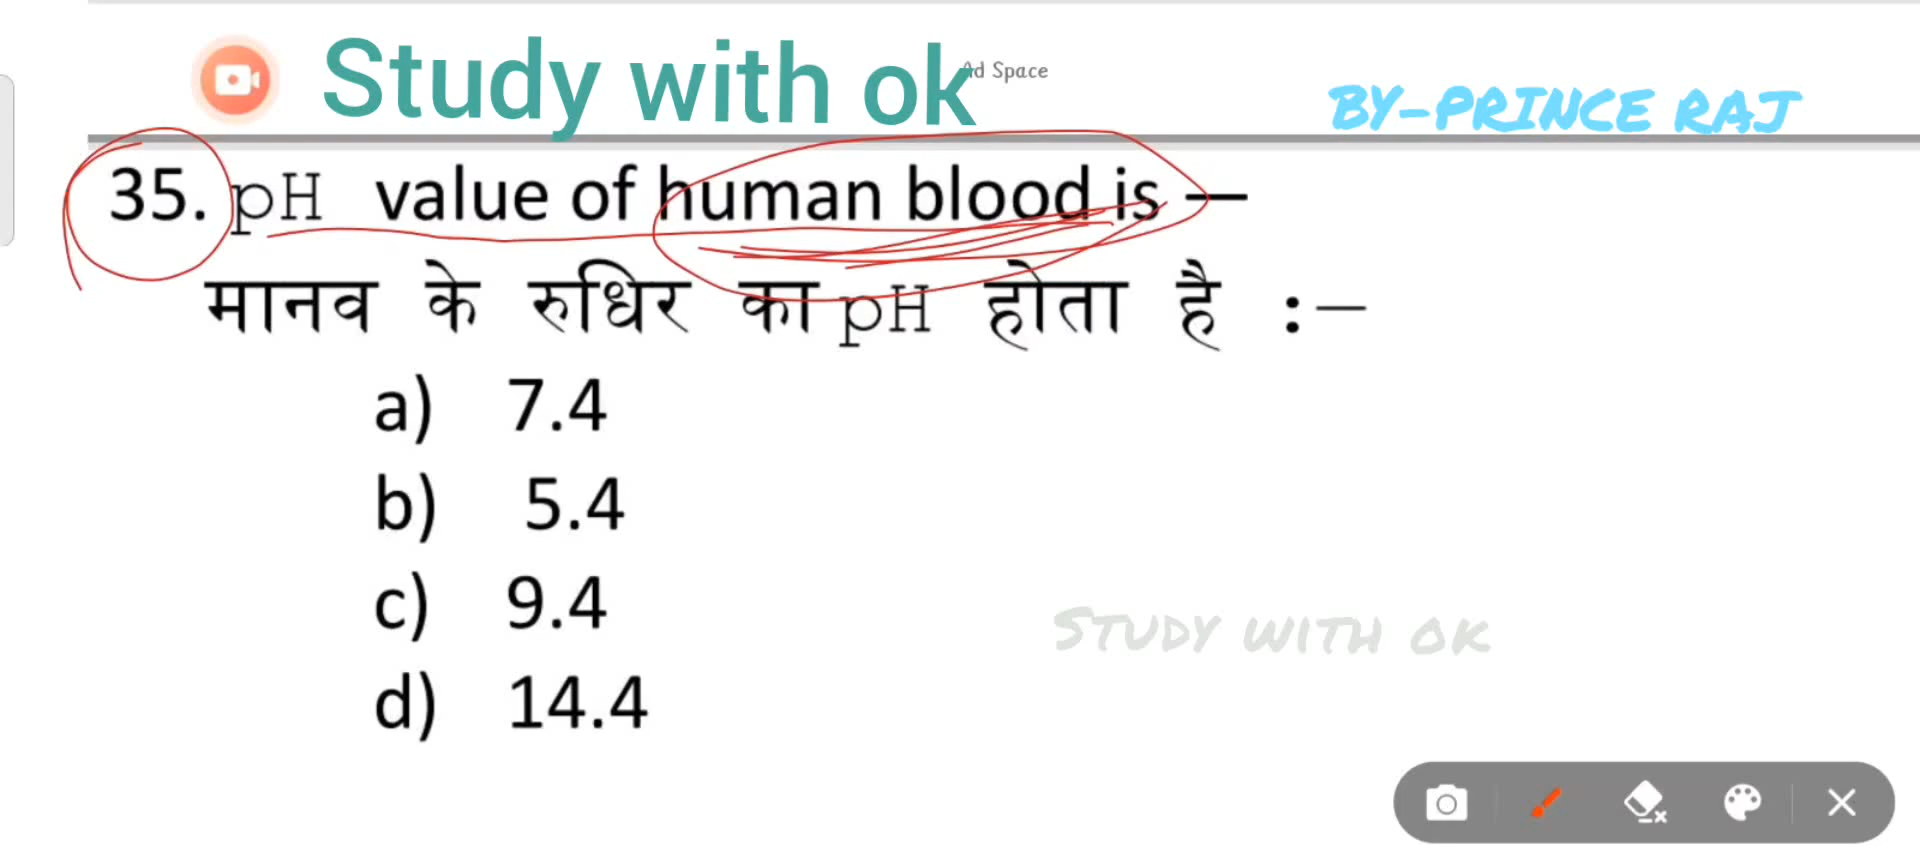 Study with ok
Ad Space
BY-PRINCE RAJ
35. pH value of human blood is —
मानव के रुधिर का pH होता है :–
a) 7.4
b) 5.4
c) 9.4
d) 14.4
STUDY WITH OK